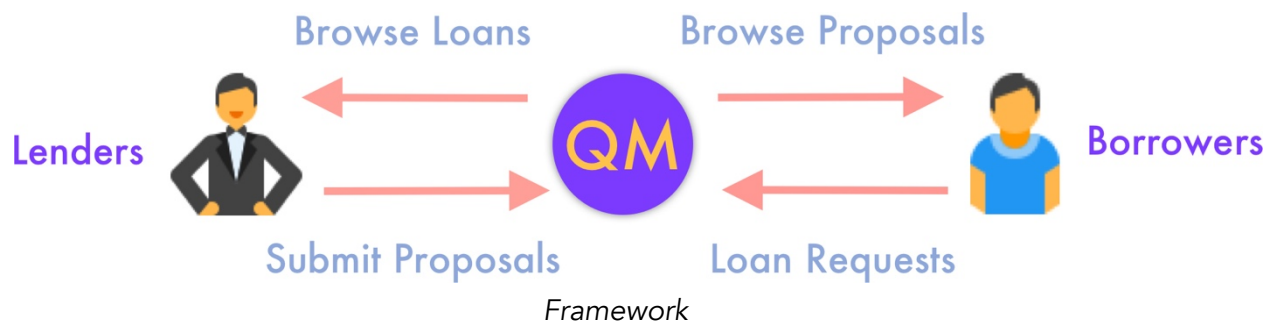 Browse Loans
Browse Proposals
Lenders
QM
Borrowers
Submit Proposals
Loan Requests
Framework